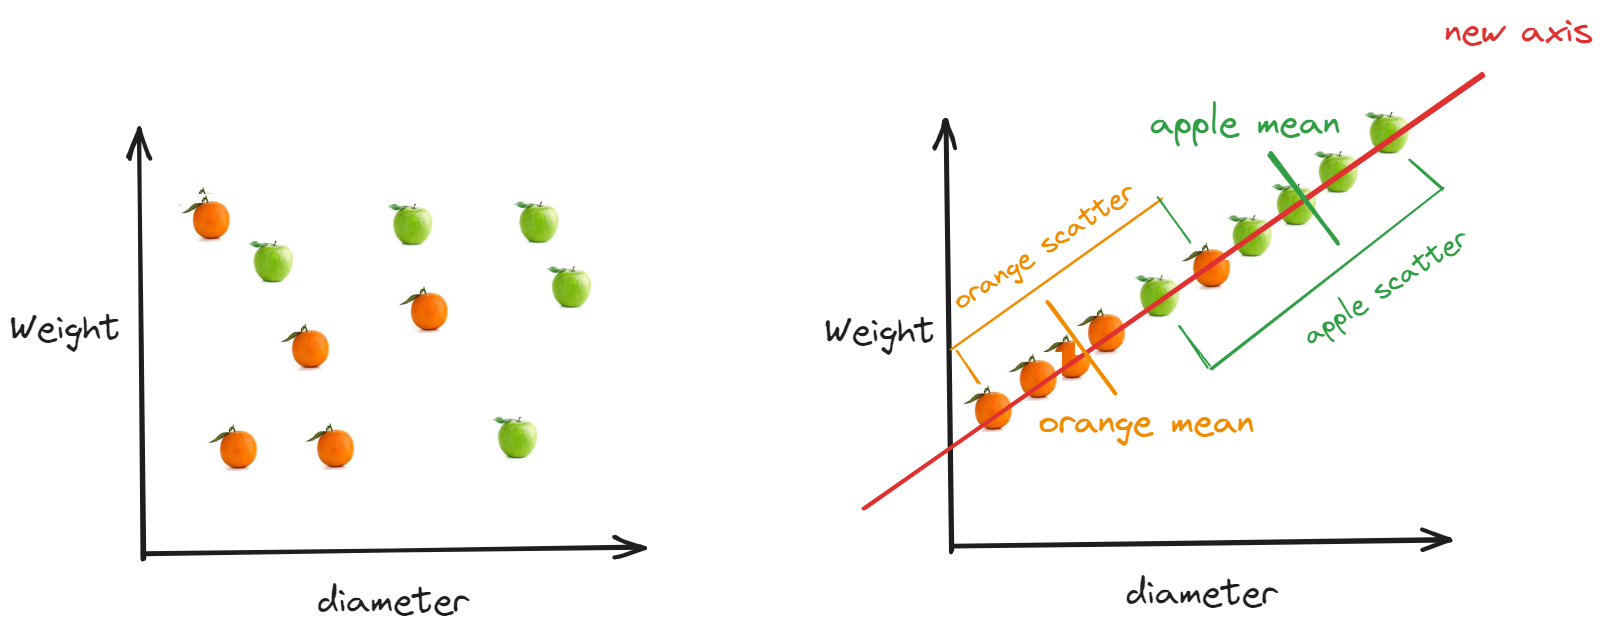 Weight
diameter
new axis
apple mean
orange scatter
Weight
apple scatter
orange mean
diameter